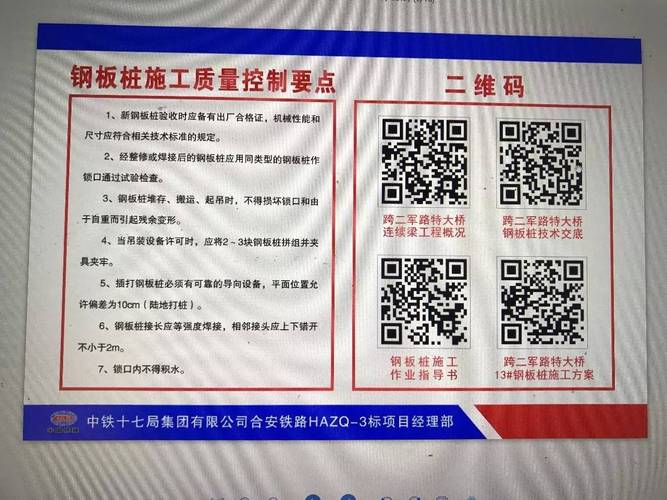 钢板桩施工质量控制要点
1、新钢板桩验收时应备有出厂合格证，机械性能和
尺寸应符合相关技术标准的规定。
2、经整修或焊接后的钢板桩应用同类型的钢板桩作
锁口通过试验检查。
3、钢板桩堆存、搬运、起吊时，不得损坏锁口和由
于自重而引起残余变形。
4、当吊装设备许可时，应将2~3块钢板桩拼组并夹
具夹牢。
5、插打钢板桩必须有可靠的导向设备，平面位置允
许偏差为10cm（陆地打桩）。
6、钢板桩接长应等强度焊接，相邻接头应上下错开
不小于2m。
7、锁口内不得积水。
二维码
跨二军路特大桥
连续梁工程概况
跨二军路特大桥
钢板桩技术交底
钢板桩施工
作业指导书
跨二军路特大桥
13#钢板桩施工方案
中铁十七局集团有限公司合安铁路HAZQ-3标项目经理部